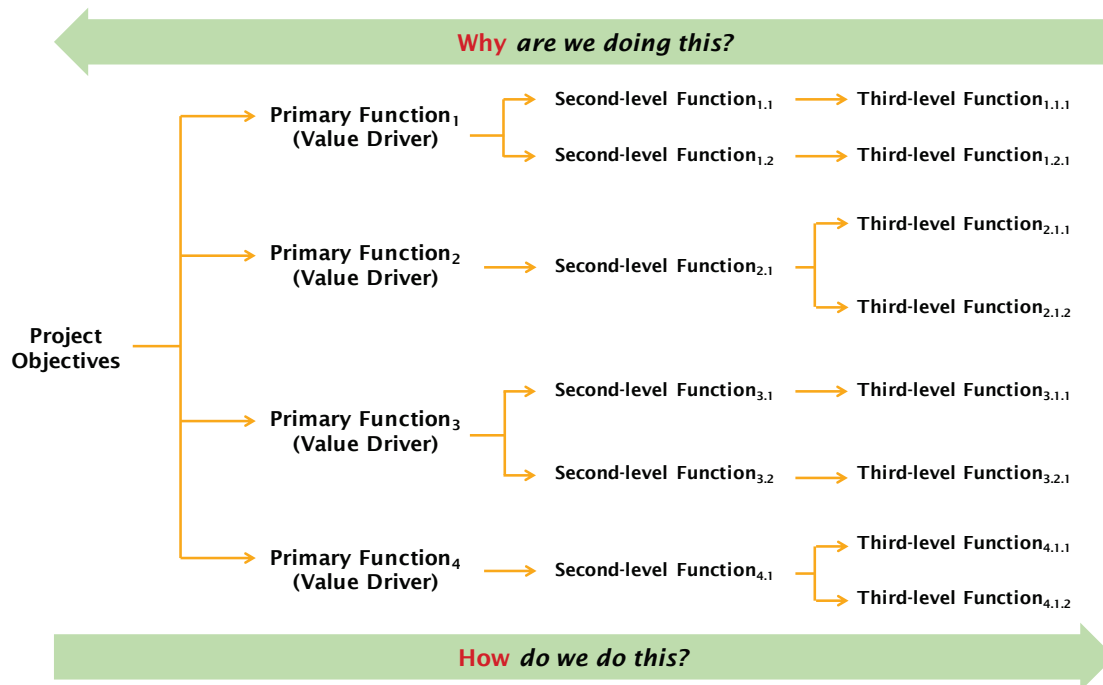 Why are we doing this?
Second-level Function1.1
Third-level Function1.1.1
Primary Function1
(Value Driver)
Second-level Function1.2
Third-level Function1.2.1
Third-level Function2.1.1
Primary Function2
(Value Driver)
Second-level Function2.1
Third-level Function2.1.2
Project
Objectives
Second-level Function3.1
Third-level Function3.1.1
Primary Function3
(Value Driver)
Second-level Function3.2
Third-level Function3.2.1
Third-level Function4.1.1
Primary Function4
(Value Driver)
Second-level Function4.1
Third-level Function4.1.2
How do we do this?